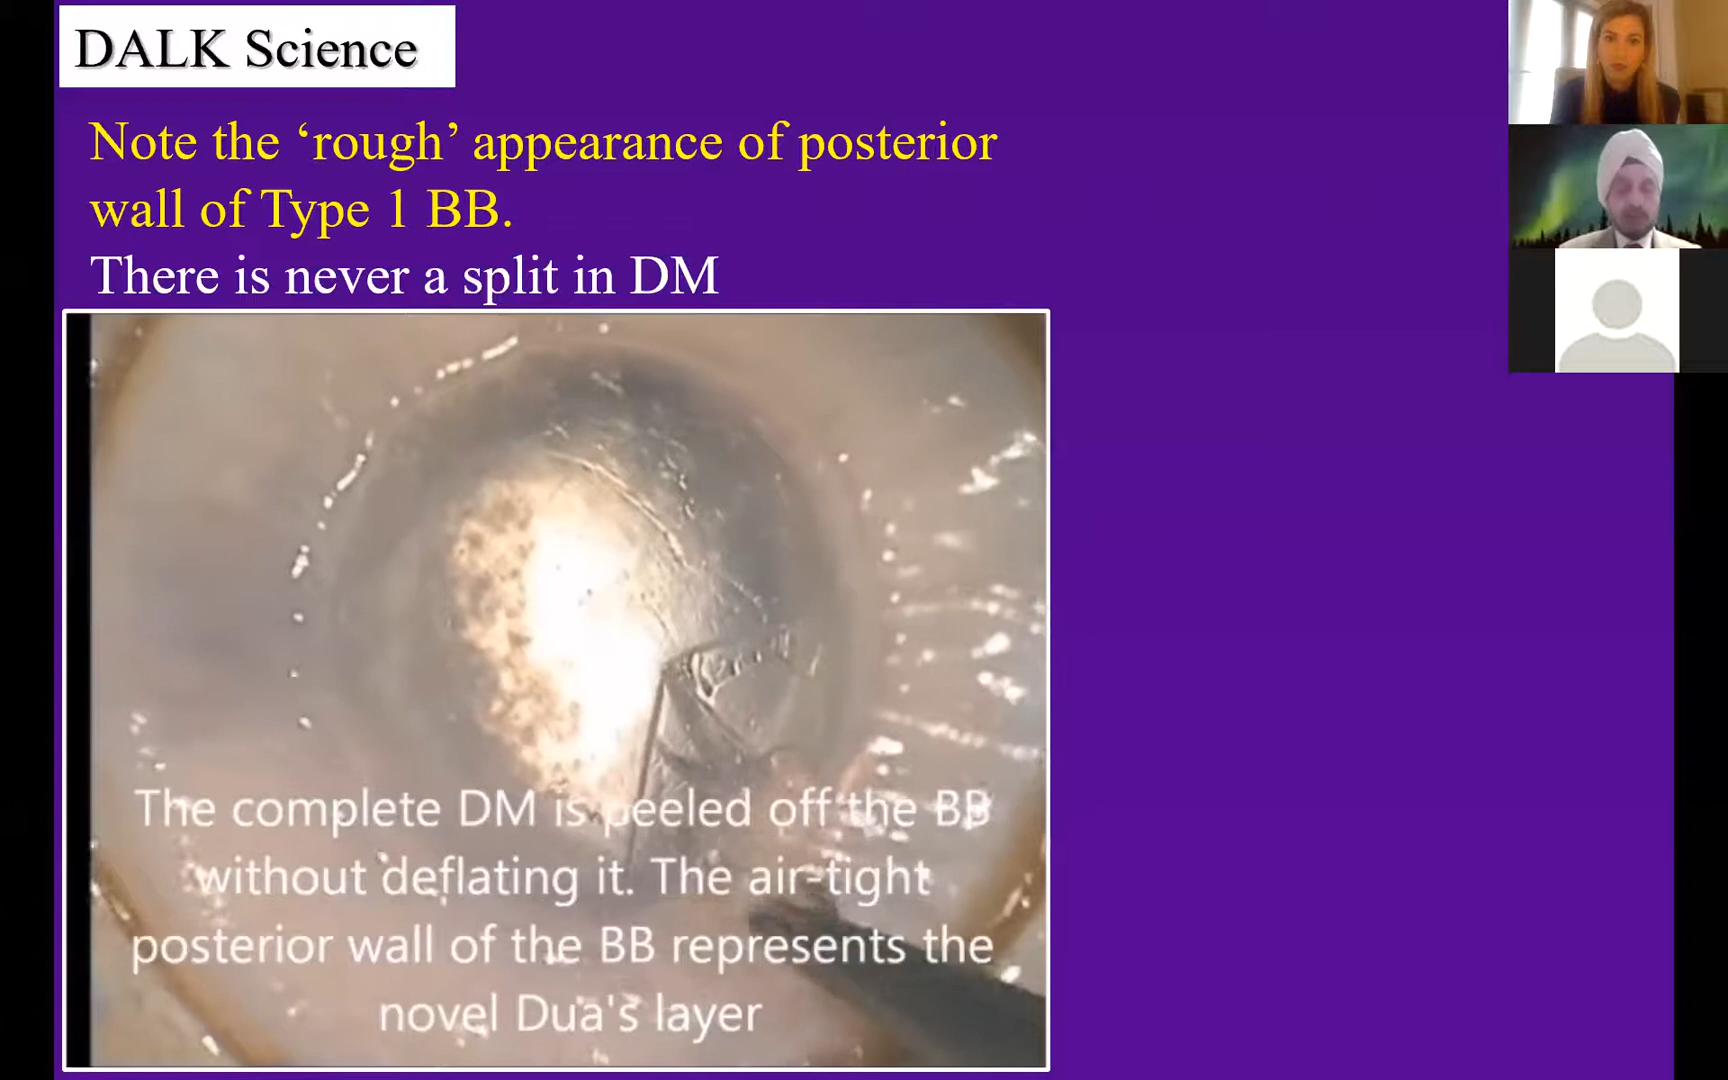 DALK Science
Note the ‘rough’ appearance of posterior
wall of Type 1 BB.
There is never a split in DM
The complete DM is peeled off the BB
without deflating it. The air-tight
posterior wall of the BB represents the
novel Dua's layer